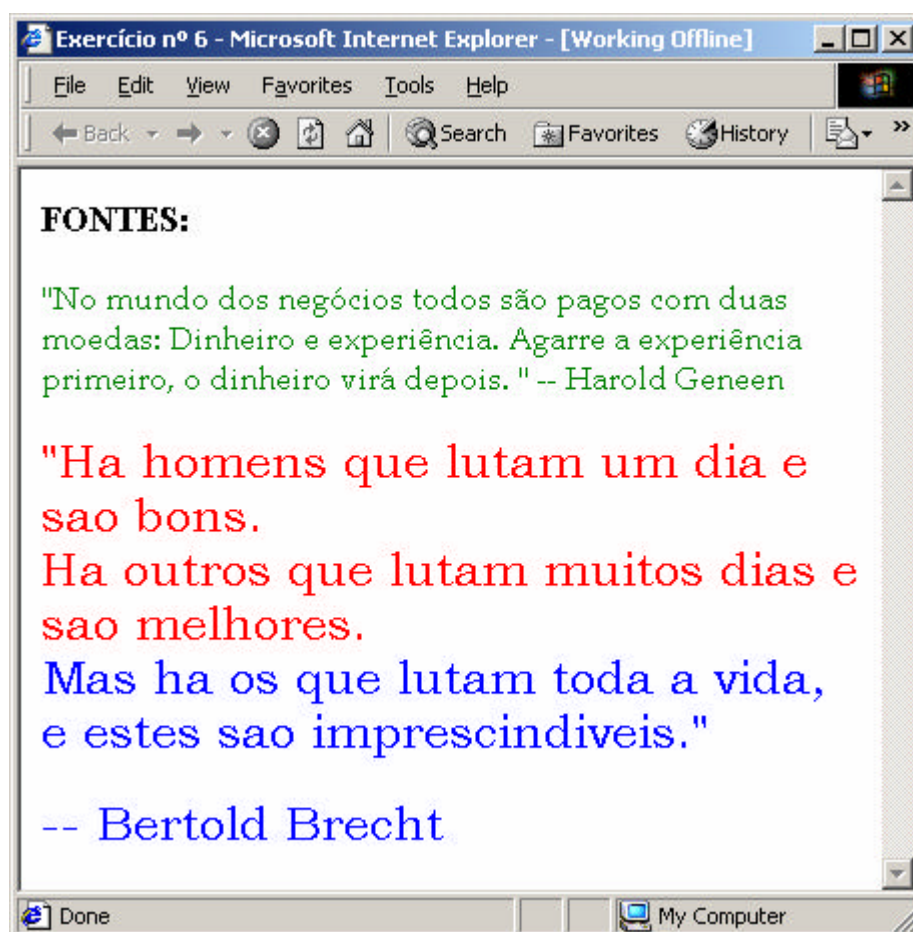 Exercício nº 6 - Microsoft Internet Explorer - [Working Offline]
File Edit View Favorites Tools Help
Back Search Favorites History »
FONTES:
"No mundo dos negócios todos são pagos com duas
moedas: Dinheiro e experiência. Agarre a experiência
primeiro, o dinheiro virá depois. " -- Harold Geneen
"Ha homens que lutam um dia e
sao bons.
Ha outros que lutam muitos dias e
sao melhores.
Mas ha os que lutam toda a vida,
e estes sao imprescindiveis."
-- Bertold Brecht
Done My Computer